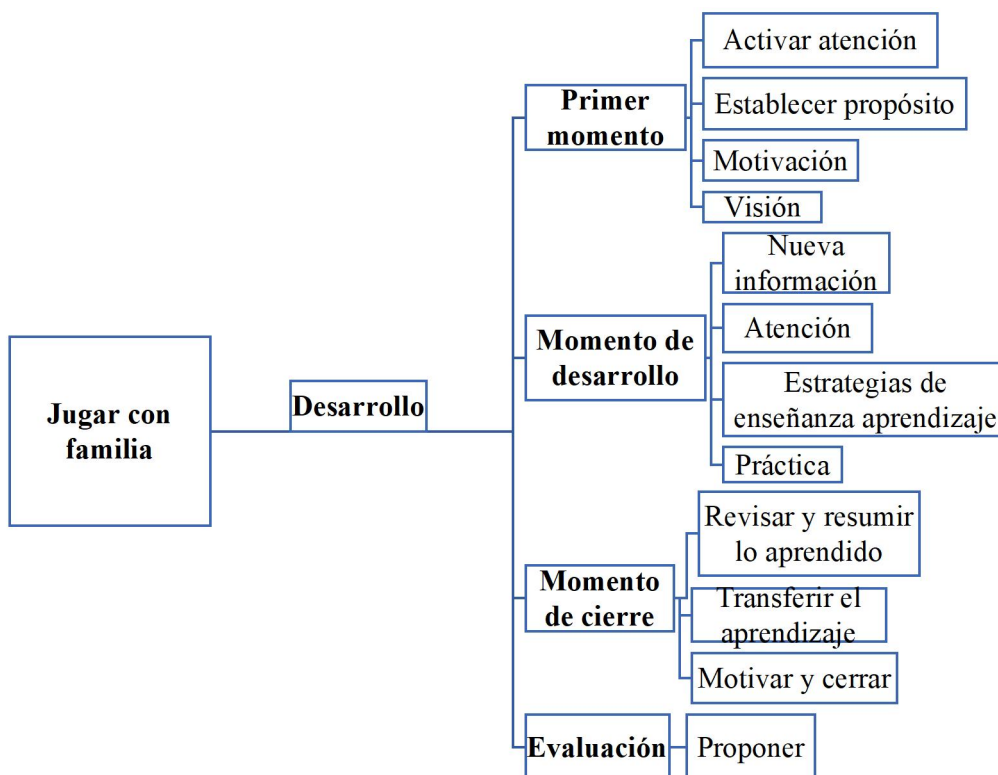 Jugar con
familia
Desarrollo
Primer
momento
Activar atención
Establecer propósito
Motivación
Visión
Momento de
desarrollo
Nueva
información
Atención
Estrategias de
enseñanza aprendizaje
Práctica
Momento
de cierre
Revisar y resumir
lo aprendido
Transferir el
aprendizaje
Motivar y cerrar
Evaluación
Proponer